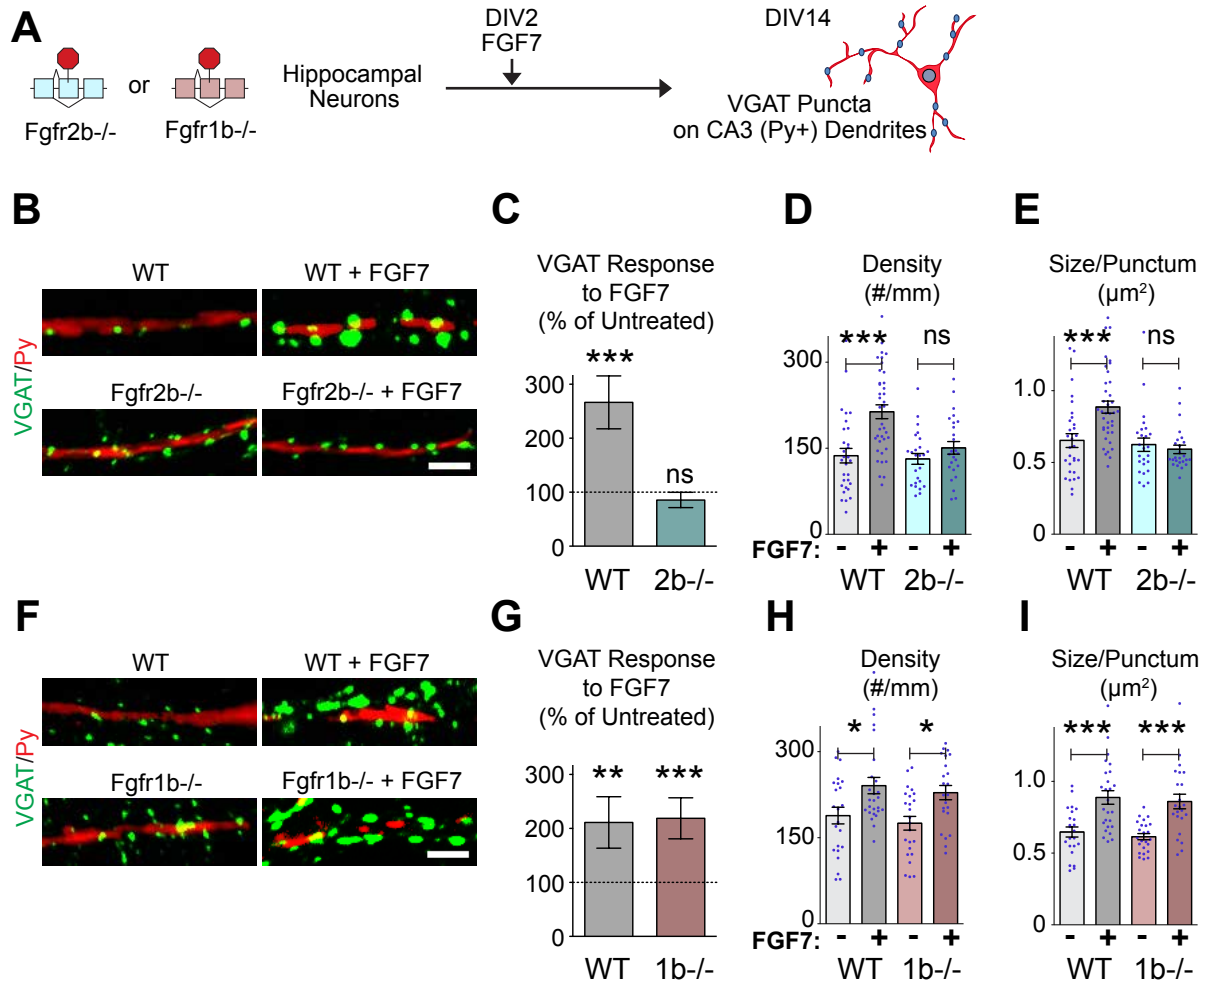 A
DIV2
FGF7
DIV14
or
Hippocampal
Neurons
Fgfr2b-/-
Fgfr1b-/-
VGAT Puncta
on CA3 (Py+) Dendrites
B
VGAT/Py
WT
WT + FGF7
Fgfr2b-/-
Fgfr2b-/- + FGF7
C
VGAT Response
to FGF7
(% of Untreated)
300
200
100
0
***
ns
WT
2b-/-
D
Density
(#/mm)
300
150
0
***
ns
FGF7:
- + - +
WT
2b-/-
E
Size/Punctum
(µm²)
1.0
0.5
0
***
ns
- + - +
WT
2b-/-
F
VGAT/Py
WT
WT + FGF7
Fgfr1b-/-
Fgfr1b-/- + FGF7
G
VGAT Response
to FGF7
(% of Untreated)
300
200
100
0
**
***
WT
1b-/-
H
Density
(#/mm)
300
150
0
*
*
FGF7:
- + - +
WT
1b-/-
I
Size/Punctum
(µm²)
1.0
0.5
0
***
***
- + - +
WT
1b-/-